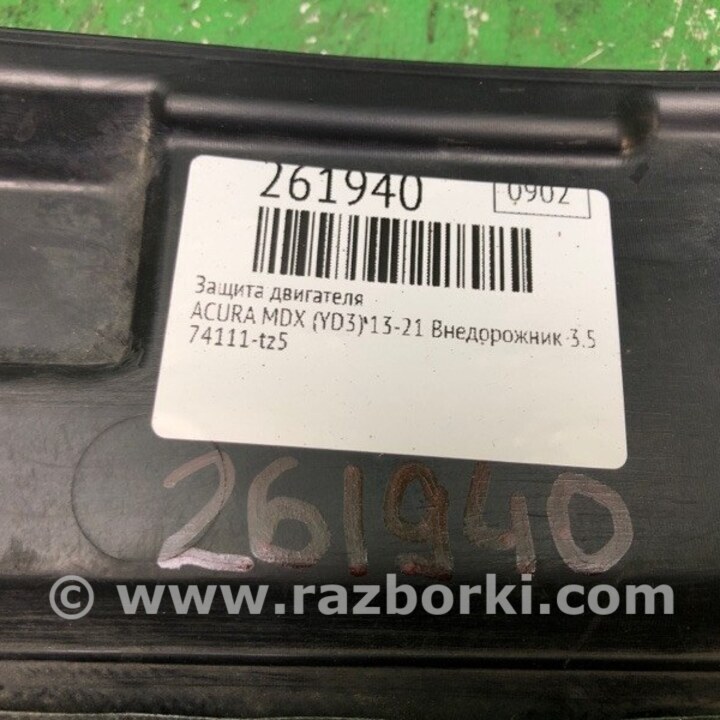 261940
0902
Защита двигателя
ACURA MDX (YD3)'13-21 Внедорожник 3.5
74111-tz5
261940
© www.razborki.com